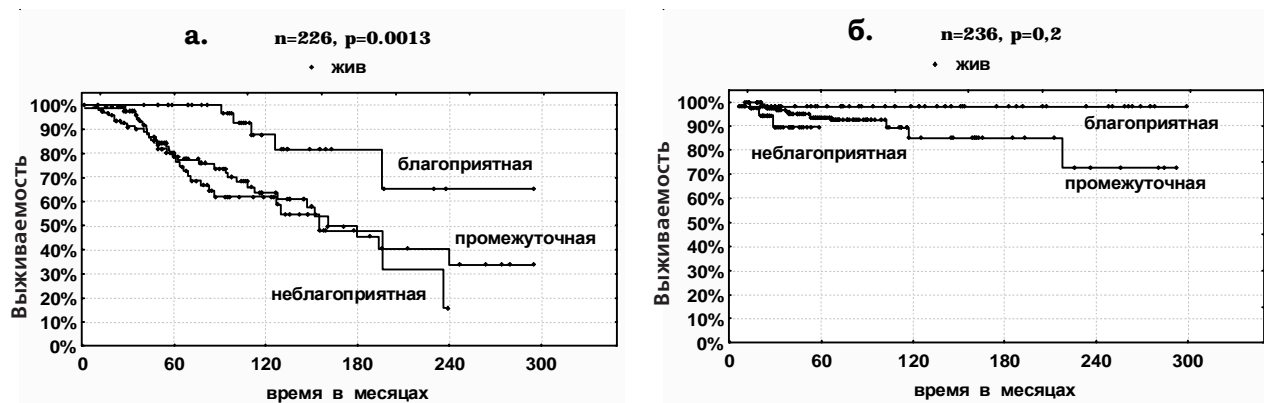 а.
n=226, p=0.0013
жив
Выживаемость
100%
90%
80%
70%
60%
50%
40%
30%
20%
10%
0%
благоприятная
промежуточная
неблагоприятная
0 60 120 180 240 300
время в месяцах
б.
n=236, p=0,2
жив
Выживаемость
100%
90%
80%
70%
60%
50%
40%
30%
20%
10%
0%
благоприятная
неблагоприятная
промежуточная
0 60 120 180 240 300
время в месяцах